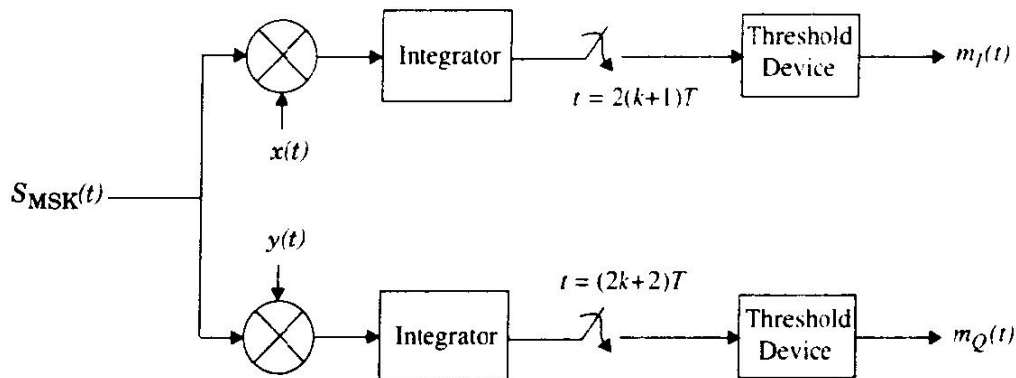 Integrator
Threshold
Device
m_I(t)
t = 2(k+1)T
x(t)
S_MSK(t)
y(t)
t = (2k+2)T
Integrator
Threshold
Device
m_Q(t)